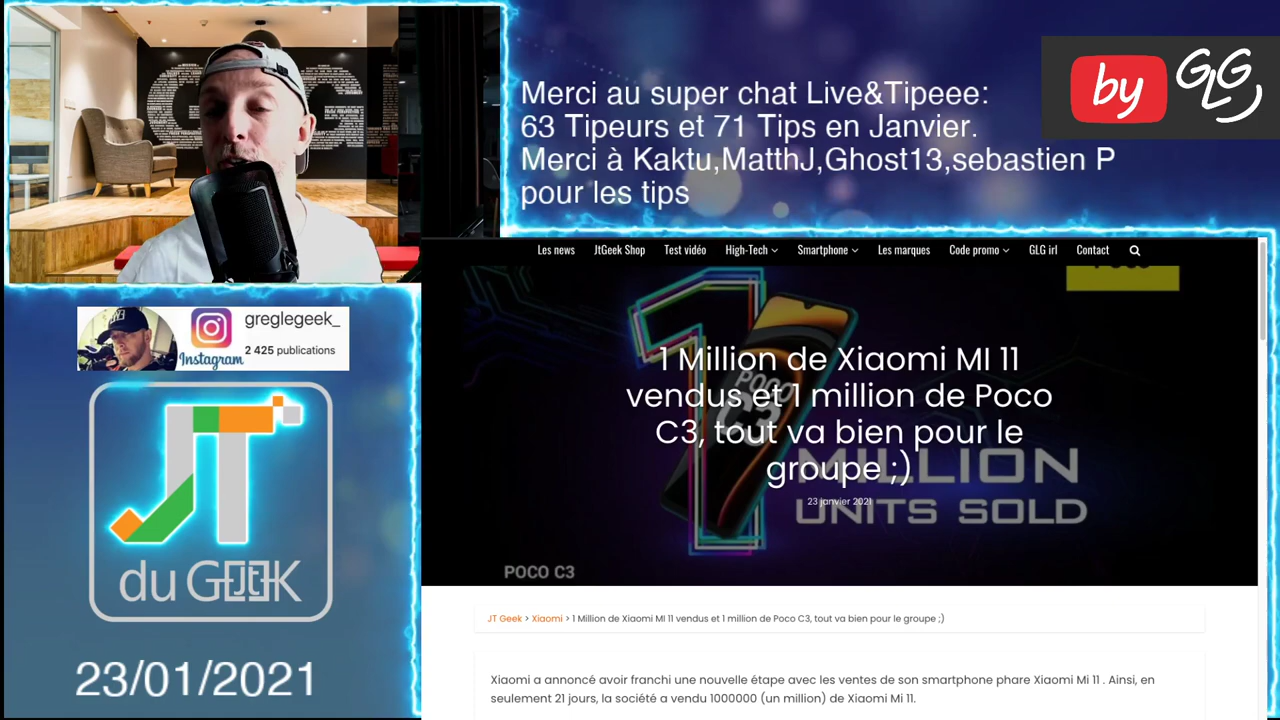 Merci au super chat Live&Tipeee:
63 Tipeurs et 71 Tips en Janvier.
Merci à Kaktu,MatthJ,Ghost13,sebastien P
pour les tips
by GLG
greglegeek_
2 425 publications
Instagram
JT
du GEEK
23/01/2021
Les news JtGeek Shop Test vidéo High-Tech Smartphone Les marques Code promo GLG irl Contact
1 Million de Xiaomi MI 11
vendus et 1 million de Poco
C3, tout va bien pour le
groupe ;)
23 janvier 2021
POCO
C3
MILLION
UNITS SOLD
POCO C3
JT Geek > Xiaomi > 1 Million de Xiaomi MI 11 vendus et 1 million de Poco C3, tout va bien pour le groupe ;)
Xiaomi a annoncé avoir franchi une nouvelle étape avec les ventes de son smartphone phare Xiaomi Mi 11 . Ainsi, en
seulement 21 jours, la société a vendu 1000000 (un million) de Xiaomi Mi 11.